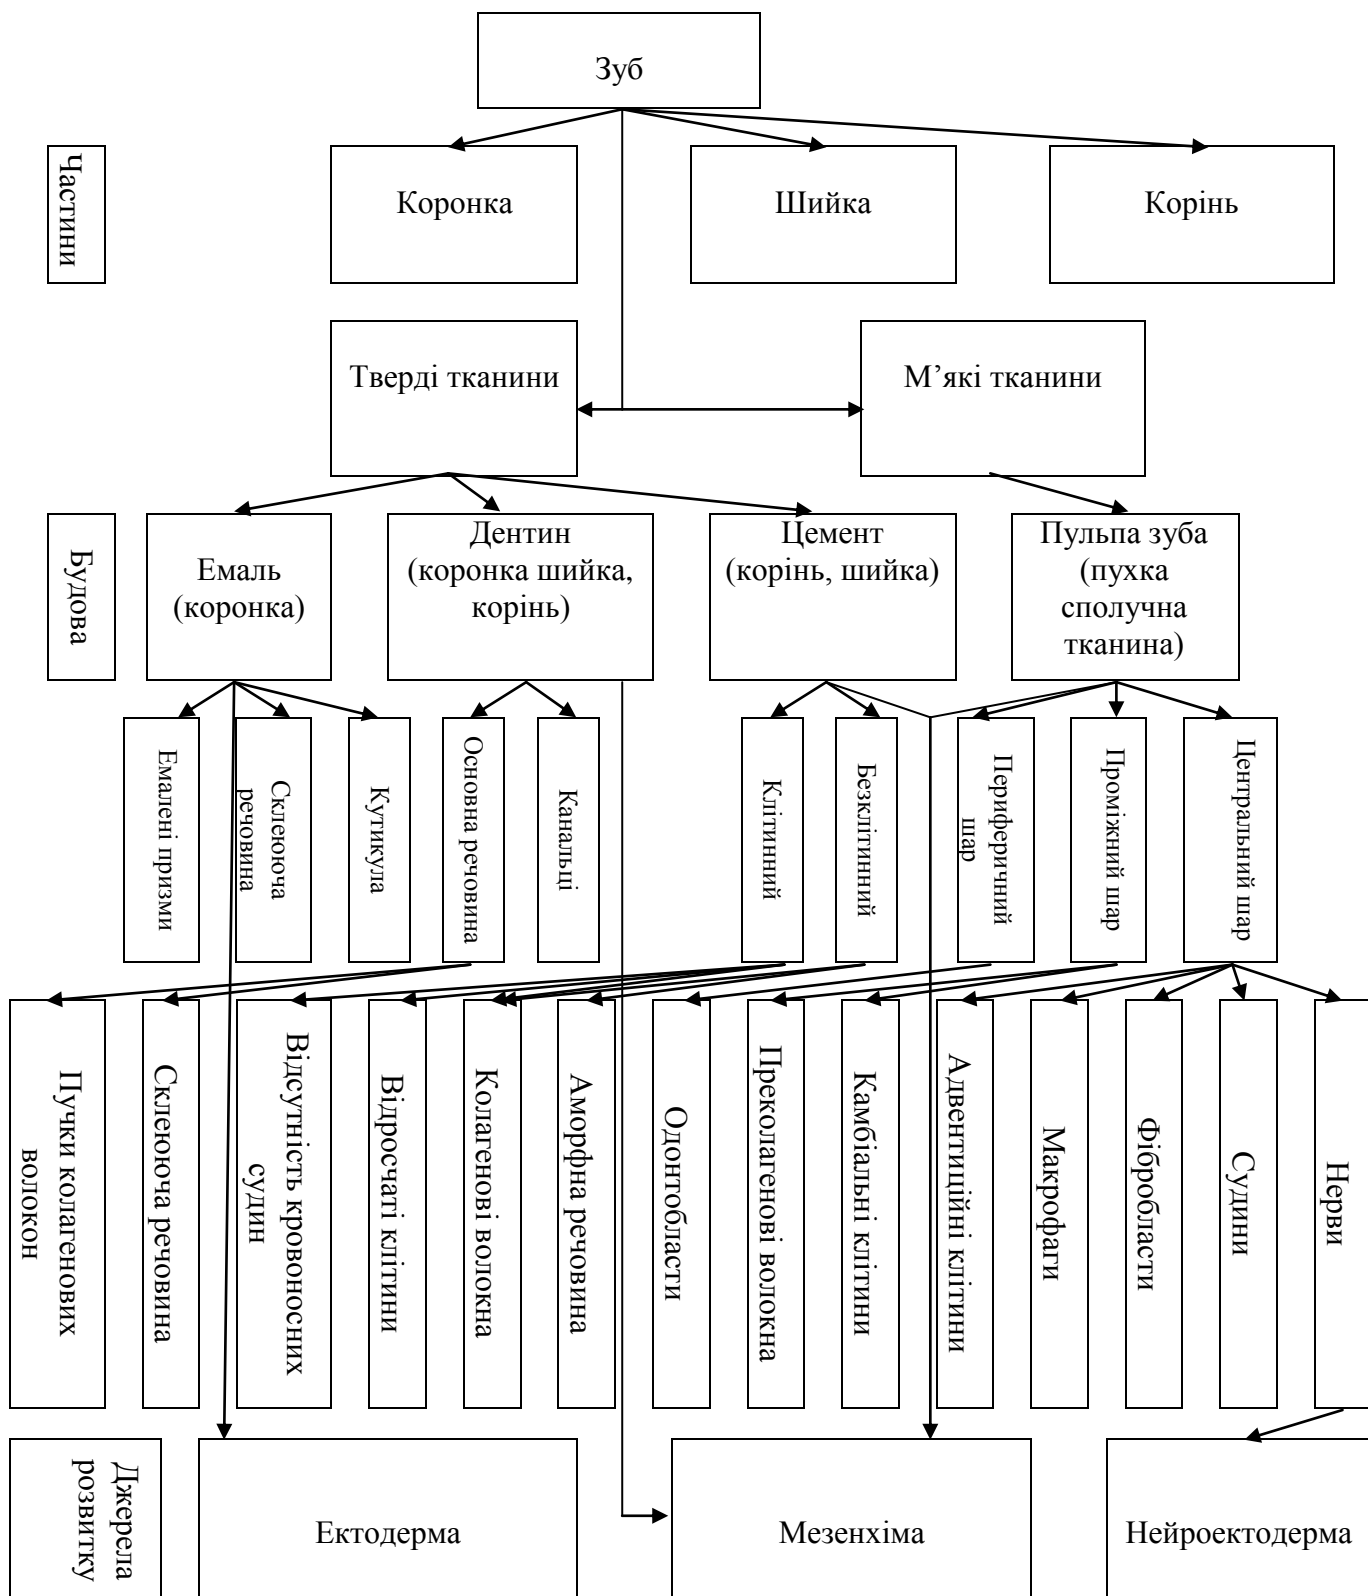 Зуб
Частини
Коронка
Шийка
Корінь
Тверді тканини
М’які тканини
Будова
Емаль
(коронка)
Дентин
(коронка шийка,
корінь)
Цемент
(корінь, шийка)
Пульпа зуба
(пухка
сполучна
тканина)
Емалені призми
Склеююча
речовина
Кутикула
Основна речовина
Канальці
Клітинний
Безклітинний
Периферичний
шар
Проміжний шар
Центральний шар
Пучки колагенових
волокон
Склеююча речовина
Відсутність кровоносних
судин
Відросчаті клітини
Колагенові волокна
Аморфна речовина
Одонтобласти
Преколагенові волокна
Камбіальні клітини
Адвентиційні клітини
Макрофаги
Фібробласти
Судини
Нерви
Джерела
розвитку
Ектодерма
Мезенхіма
Нейроектодерма